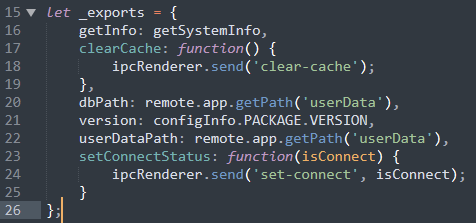 15 let _exports = {
16     getInfo: getSystemInfo,
17     clearCache: function() {
18         ipcRenderer.send('clear-cache');
19     },
20     dbPath: remote.app.getPath('userData'),
21     version: configInfo.PACKAGE.VERSION,
22     userDataPath: remote.app.getPath('userData'),
23     setConnectStatus: function(isConnect) {
24         ipcRenderer.send('set-connect', isConnect);
25     }
26 };